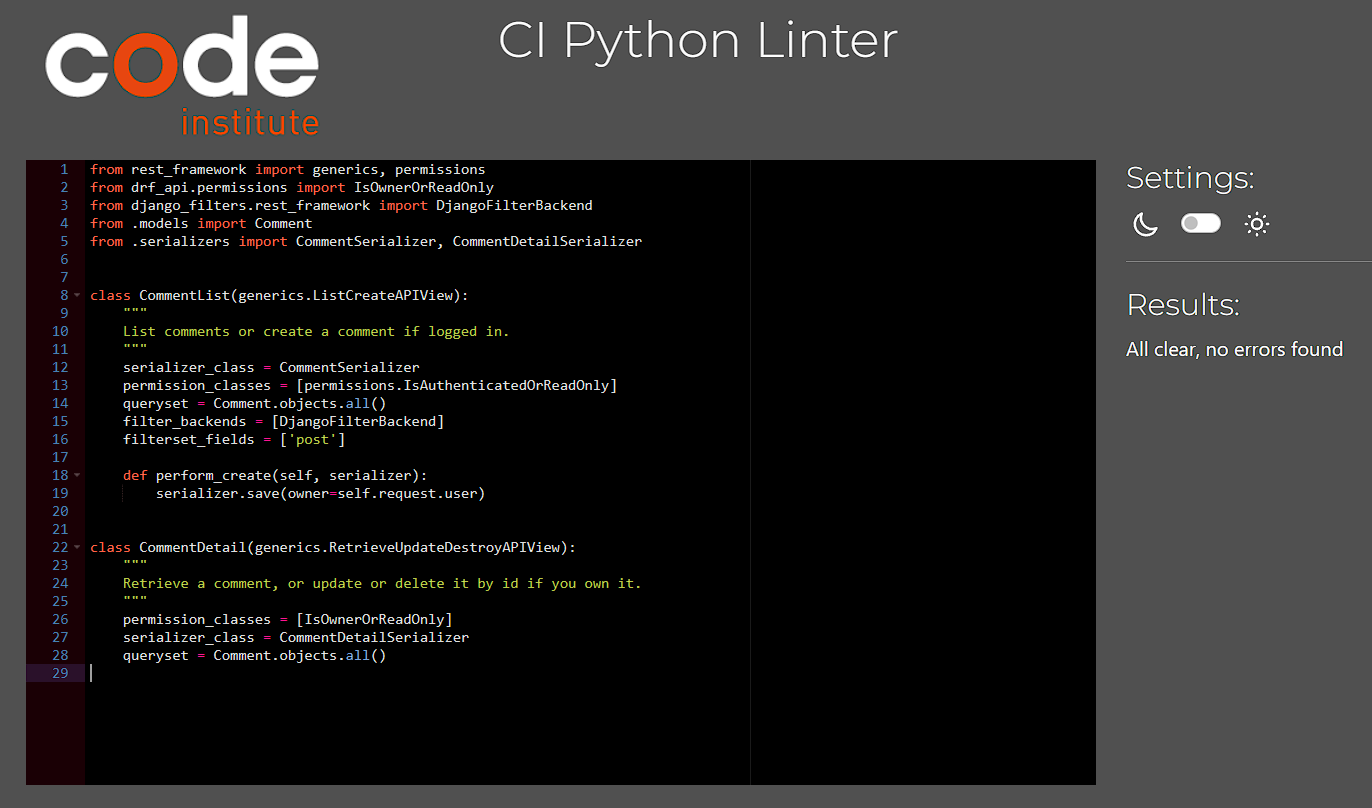 code
institute
CI Python Linter
1 from rest_framework import generics, permissions
2 from drf_api.permissions import IsOwnerOrReadOnly
3 from django_filters.rest_framework import DjangoFilterBackend
4 from .models import Comment
5 from .serializers import CommentSerializer, CommentDetailSerializer
6
7
8 class CommentList(generics.ListCreateAPIView):
9     """
10     List comments or create a comment if logged in.
11     """
12     serializer_class = CommentSerializer
13     permission_classes = [permissions.IsAuthenticatedOrReadOnly]
14     queryset = Comment.objects.all()
15     filter_backends = [DjangoFilterBackend]
16     filterset_fields = ['post']
17
18     def perform_create(self, serializer):
19         serializer.save(owner=self.request.user)
20
21
22 class CommentDetail(generics.RetrieveUpdateDestroyAPIView):
23     """
24     Retrieve a comment, or update or delete it by id if you own it.
25     """
26     permission_classes = [IsOwnerOrReadOnly]
27     serializer_class = CommentDetailSerializer
28     queryset = Comment.objects.all()
29
Settings:
Results:
All clear, no errors found